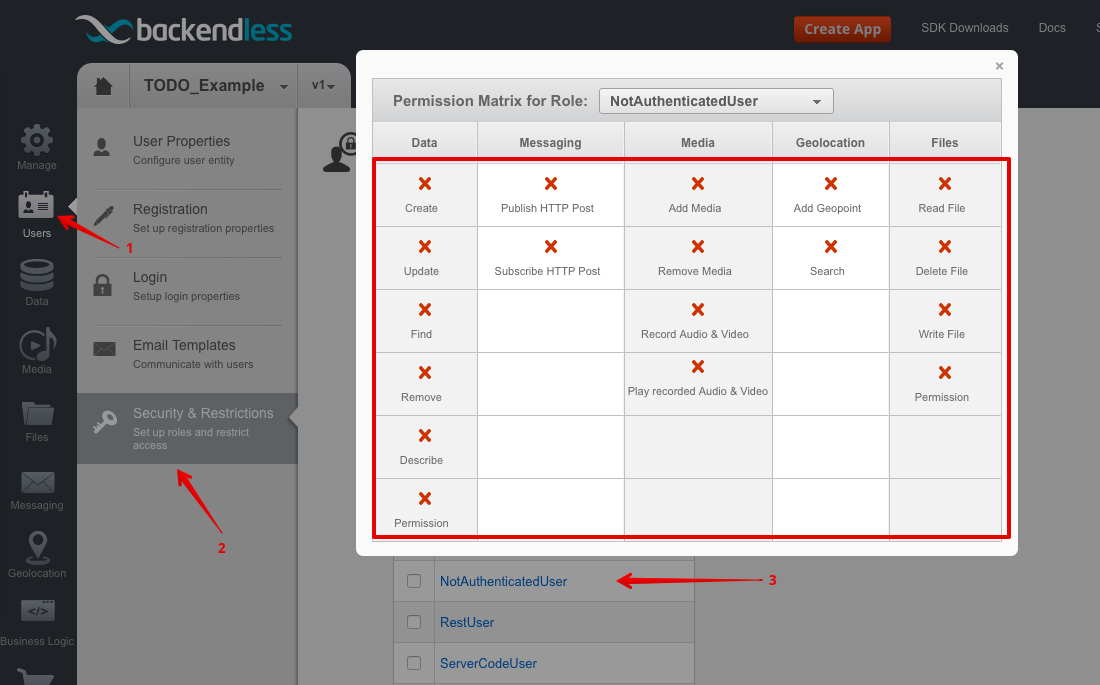 backendless
Create App
SDK Downloads
Docs
S
TODO_Example
v1
Manage
Users
Data
Media
Files
Messaging
Geolocation
Business Logic
User Properties
Configure user entity
Registration
Set up registration properties
Login
Setup login properties
Email Templates
Communicate with users
Security & Restrictions
Set up roles and restrict
access
1
2
×
Permission Matrix for Role:
NotAuthenticatedUser
Data Messaging Media Geolocation Files
Create Publish HTTP Post Add Media Add Geopoint Read File
Update Subscribe HTTP Post Remove Media Search Delete File
Find Record Audio & Video Write File
Remove Play recorded Audio & Video Permission
Describe
Permission
NotAuthenticatedUser
3
RestUser
ServerCodeUser